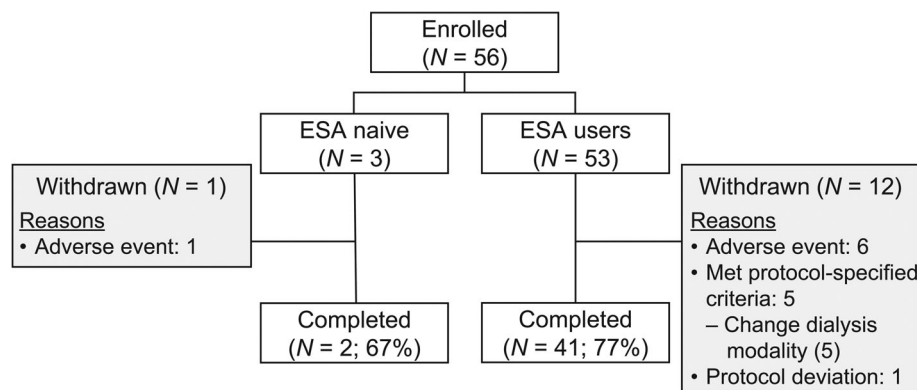 Enrolled
(N = 56)
ESA naive
(N = 3)
ESA users
(N = 53)
Withdrawn (N = 1)
Reasons
• Adverse event: 1
Withdrawn (N = 12)
Reasons
• Adverse event: 6
• Met protocol-specified
criteria: 5
– Change dialysis
modality (5)
• Protocol deviation: 1
Completed
(N = 2; 67%)
Completed
(N = 41; 77%)